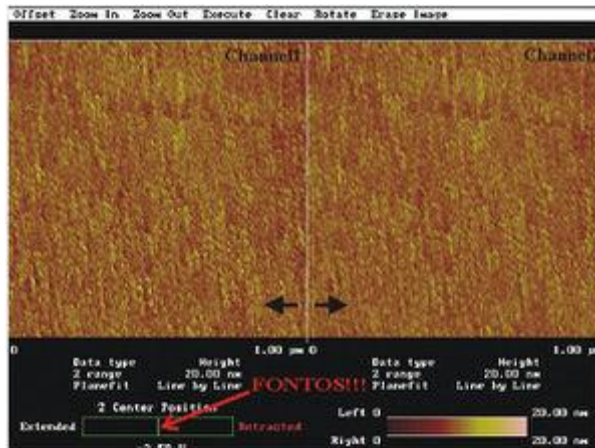 Offset Zoom In Zoom Out Execute Clear Rotate Erase Image
Channel1 Channel
0 1.00 µm 0 1.00 µ
Data type Height Data type Height
Z range 20.00 nm Z range 20.00 nm
Planefit Line by Line Planefit Line by Line
FONTOS!!!
Z Center Position
Extended Retracted
Left 0 20.00 nm
Right 0 20.00 nm